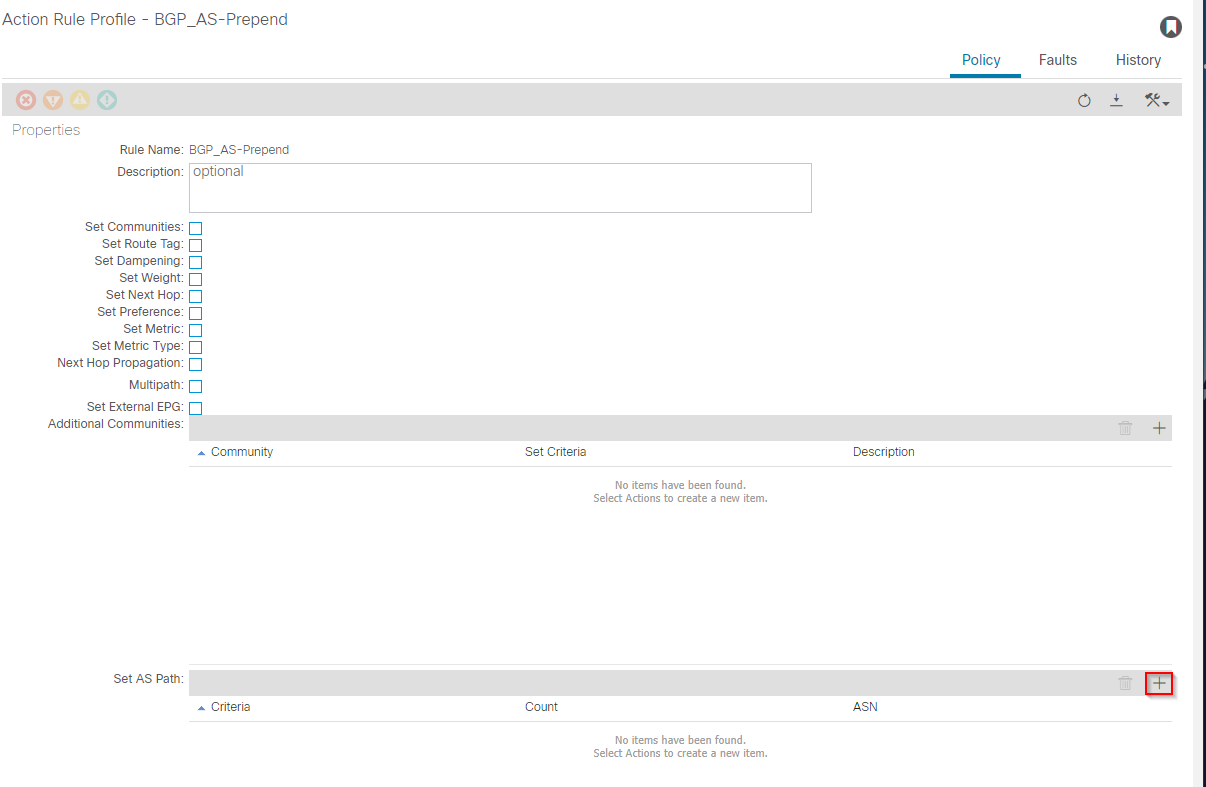 Action Rule Profile - BGP_AS-Prepend
Policy Faults History
Properties
Rule Name: BGP_AS-Prepend
Description: optional
Set Communities:
Set Route Tag:
Set Dampening:
Set Weight:
Set Next Hop:
Set Preference:
Set Metric:
Set Metric Type:
Next Hop Propagation:
Multipath:
Set External EPG:
Additional Communities:
Community Set Criteria Description
No items have been found.
Select Actions to create a new item.
Set AS Path:
Criteria Count ASN
No items have been found.
Select Actions to create a new item.